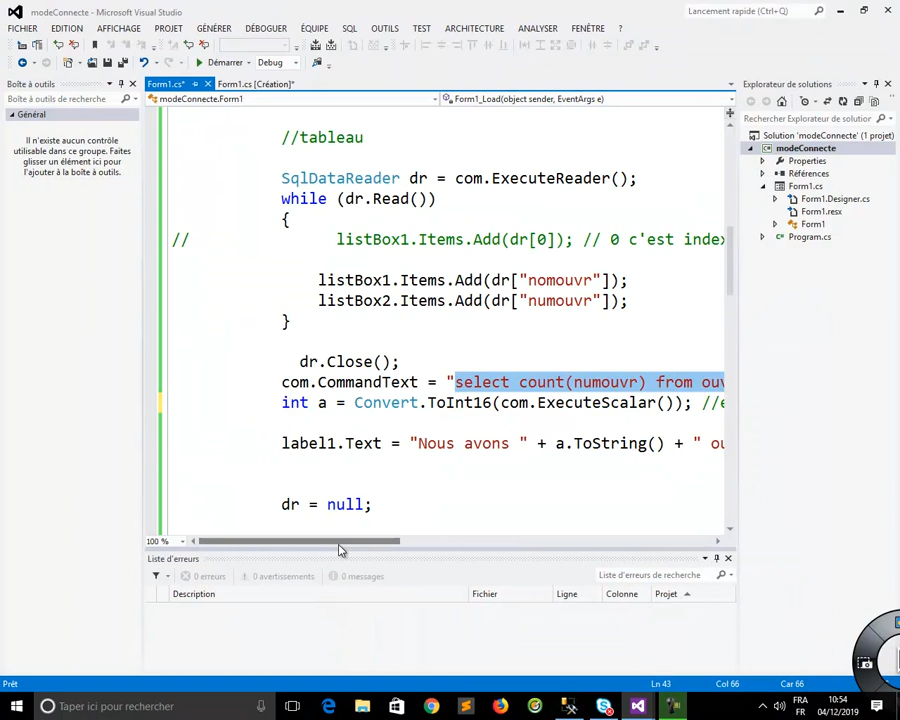 modeConnecte - Microsoft Visual Studio
Lancement rapide (Ctrl+Q)
FICHIER EDITION AFFICHAGE PROJET GÉNÉRER DÉBOGUER ÉQUIPE SQL OUTILS TEST ARCHITECTURE ANALYSER FENÊTRE ?
Démarrer Debug
Boîte à outils
Form1.cs* Form1.cs [Création]*
Explorateur de solutions
Boîte à outils de recherche
modeConnecte.Form1
Form1_Load(object sender, EventArgs e)
Général
Il n'existe aucun contrôle
utilisable dans ce groupe. Faites
glisser un élément ici pour
l'ajouter à la boîte à outils.
//tableau
SqlDataReader dr = com.ExecuteReader();
while (dr.Read())
{
// listBox1.Items.Add(dr[0]); // 0 c'est index
listBox1.Items.Add(dr["nomouvr"]);
listBox2.Items.Add(dr["numouvr"]);
}
dr.Close();
com.CommandText = "select count(numouvr) from ouv
int a = Convert.ToInt16(com.ExecuteScalar()); //e
label1.Text = "Nous avons " + a.ToString() + " ou
dr = null;
100 %
Rechercher Explorateur de solution
Solution 'modeConnecte' (1 projet)
modeConnecte
Properties
Références
Form1.cs
Form1.Designer.cs
Form1.resx
Form1
Program.cs
Liste d'erreurs
0 erreurs 0 avertissements 0 messages
Liste d'erreurs de recherche
Description Fichier Ligne Colonne Projet
Prêt
Ln 43 Col 66 Car 66
Taper ici pour rechercher
FRA
FR
10:54
04/12/2019